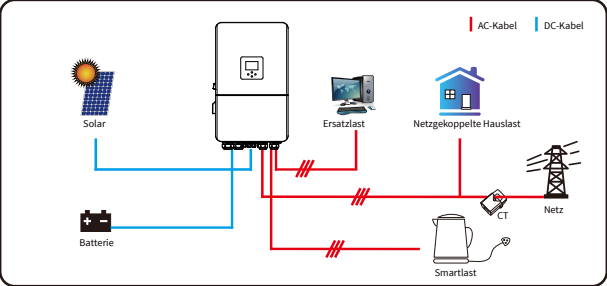 AC-Kabel
DC-Kabel
Solar
Ersatzlast
Netzgekoppelte Hauslast
CT
Netz
Batterie
Smartlast